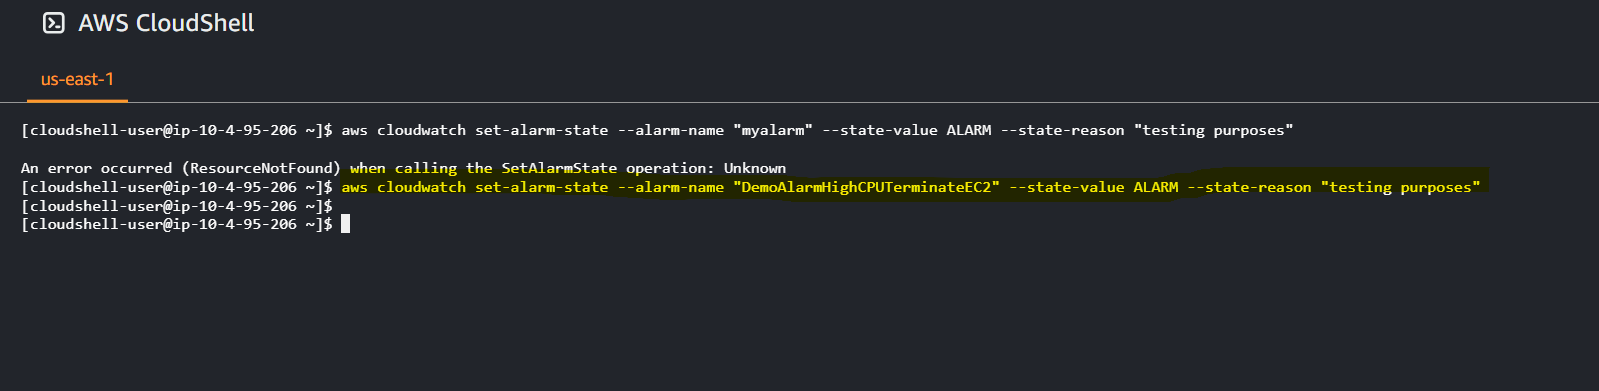 AWS CloudShell
us-east-1
[cloudshell-user@ip-10-4-95-206 ~]$ aws cloudwatch set-alarm-state --alarm-name "myalarm" --state-value ALARM --state-reason "testing purposes"
An error occurred (ResourceNotFound) when calling the SetAlarmState operation: Unknown
[cloudshell-user@ip-10-4-95-206 ~]$ aws cloudwatch set-alarm-state --alarm-name "DemoAlarmHighCPUTerminateEC2" --state-value ALARM --state-reason "testing purposes"
[cloudshell-user@ip-10-4-95-206 ~]$
[cloudshell-user@ip-10-4-95-206 ~]$